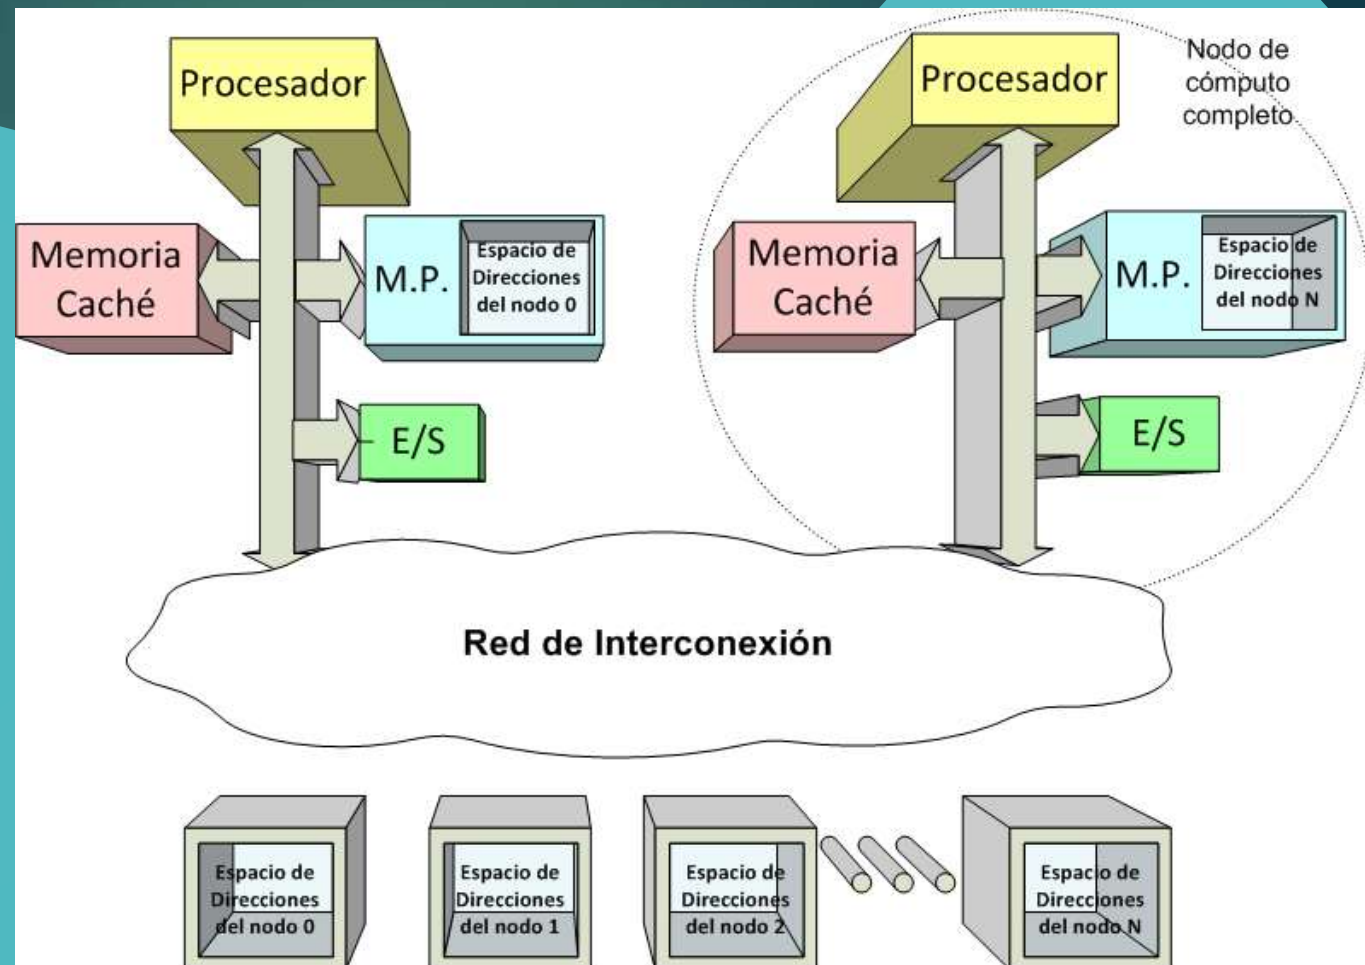 Procesador
Memoria
Caché
M.P.
Espacio de
Direcciones
del nodo 0
E/S
Procesador
Nodo de
cómputo
completo
Memoria
Caché
M.P.
Espacio de
Direcciones
del nodo N
E/S
Red de Interconexión
Espacio de
Direcciones
del nodo 0
Espacio de
Direcciones
del nodo 1
Espacio de
Direcciones
del nodo 2
Espacio de
Direcciones
del nodo N